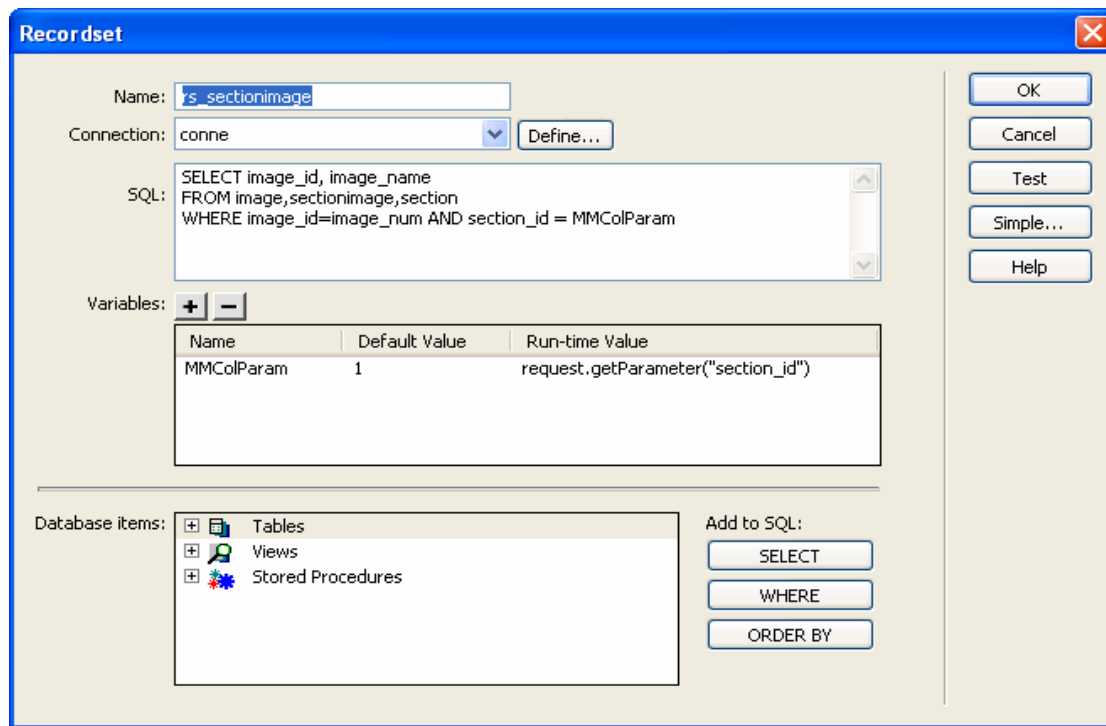 Recordset
Name: rs_sectionimage
OK
Connection: conne Define...
Cancel
SQL: SELECT image_id, image_name
FROM image,sectionimage,section
WHERE image_id=image_num AND section_id = MMColParam
Test
Simple...
Help
Variables: + −
Name Default Value Run-time Value
MMColParam 1 request.getParameter("section_id")
Database items: Tables
Views
Stored Procedures
Add to SQL:
SELECT
WHERE
ORDER BY